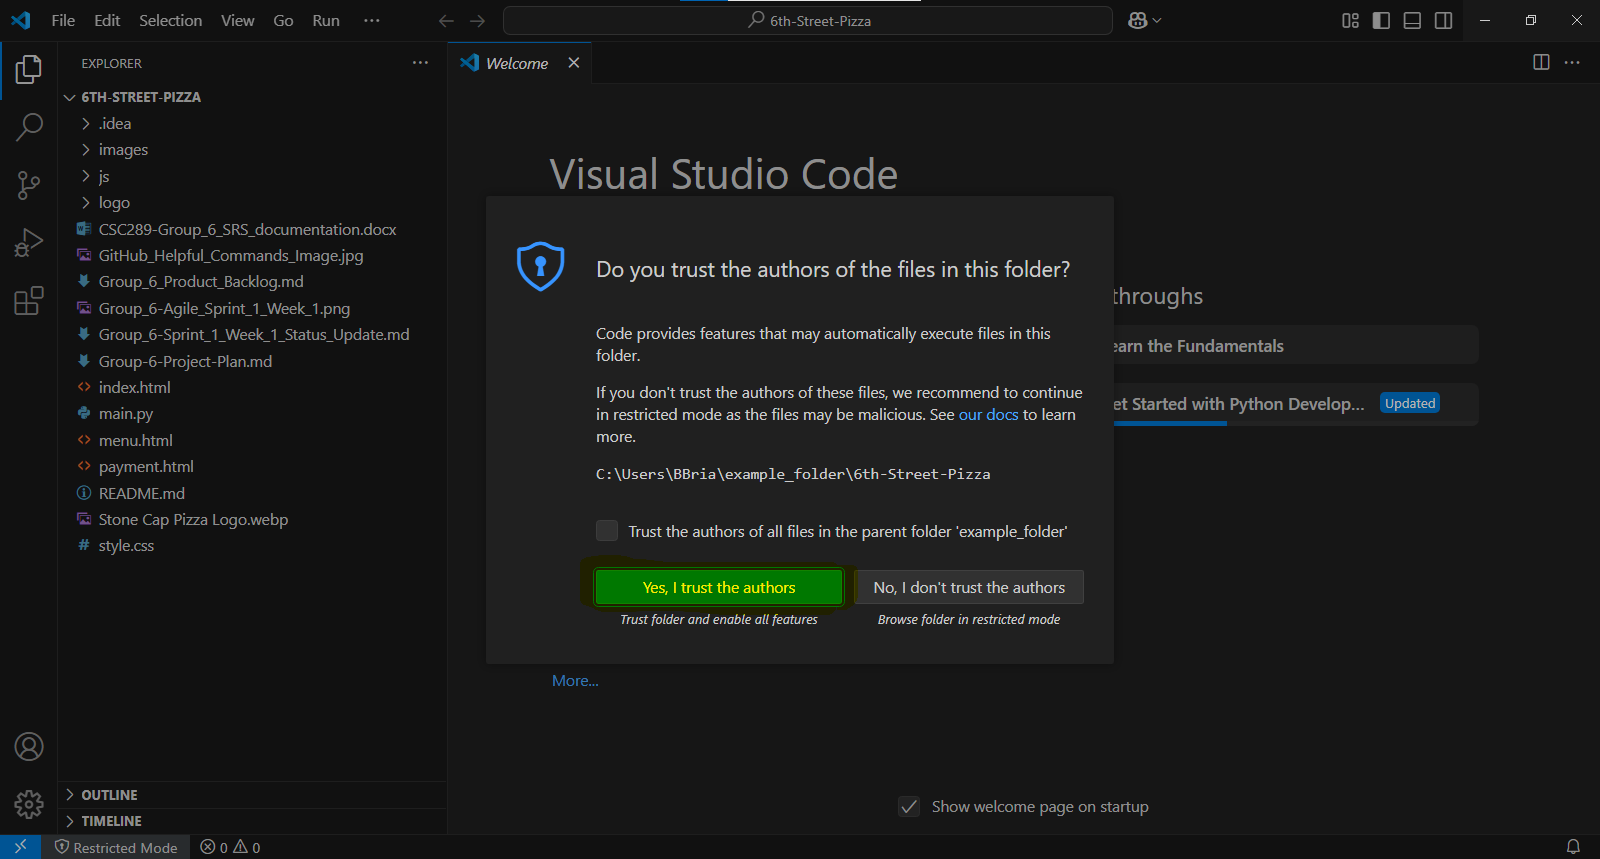 File Edit Selection View Go Run ···
6th-Street-Pizza
EXPLORER
Welcome
6TH-STREET-PIZZA
.idea
images
js
logo
CSC289-Group_6_SRS_documentation.docx
GitHub_Helpful_Commands_Image.jpg
Group_6_Product_Backlog.md
Group_6-Agile_Sprint_1_Week_1.png
Group_6-Sprint_1_Week_1_Status_Update.md
Group-6-Project-Plan.md
index.html
main.py
menu.html
payment.html
README.md
Stone Cap Pizza Logo.webp
style.css
OUTLINE
TIMELINE
Visual Studio Code
Do you trust the authors of the files in this folder?
Code provides features that may automatically execute files in this
folder.
If you don't trust the authors of these files, we recommend to continue
in restricted mode as the files may be malicious. See our docs to learn
more.
C:\Users\BBria\example_folder\6th-Street-Pizza
Trust the authors of all files in the parent folder 'example_folder'
Yes, I trust the authors
No, I don't trust the authors
Trust folder and enable all features
Browse folder in restricted mode
throughs
earn the Fundamentals
et Started with Python Develop... Updated
More...
Show welcome page on startup
Restricted Mode 0 0